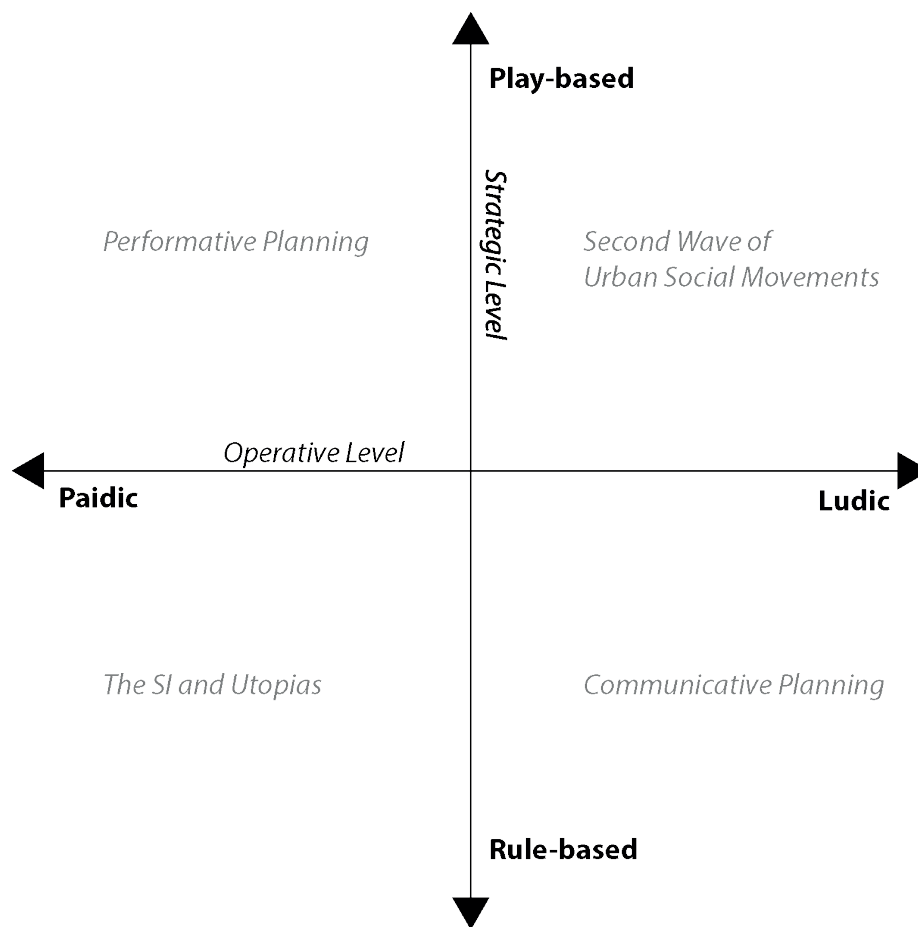 Play-based
Strategic Level
Performative Planning
Second Wave of
Urban Social Movements
Operative Level
Paidic
Ludic
The SI and Utopias
Communicative Planning
Rule-based